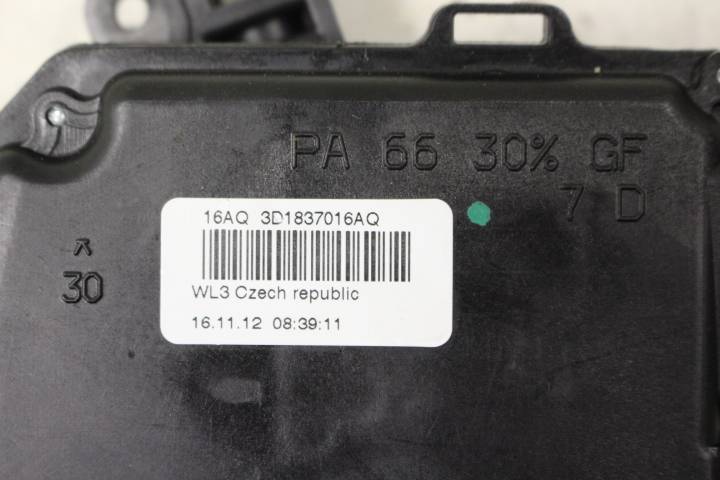 PA 66 30% GF
7 D
16AQ 3D1837016AQ
WL3 Czech republic
16.11.12 08:39:11
30